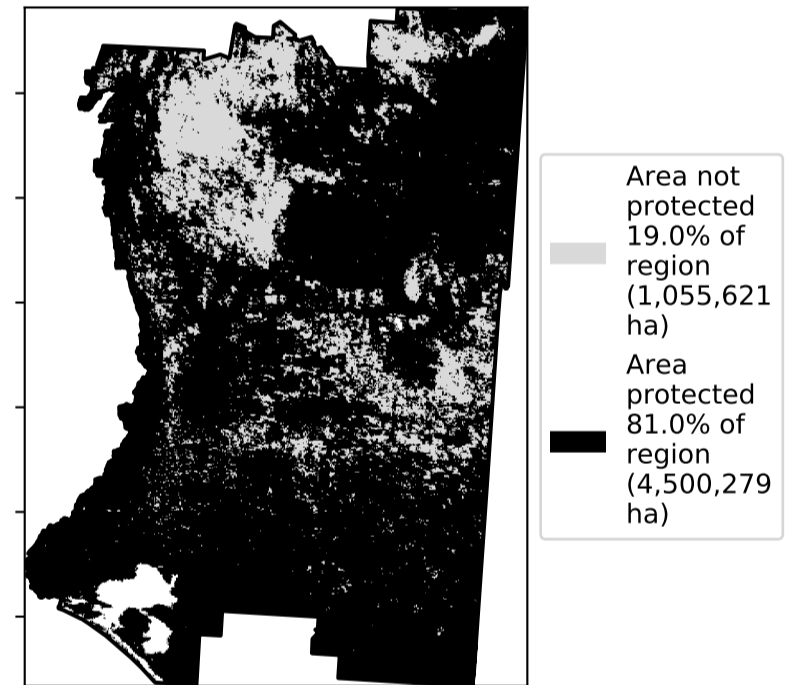 Area not
protected
19.0% of
region
(1,055,621
ha)
Area
protected
81.0% of
region
(4,500,279
ha)